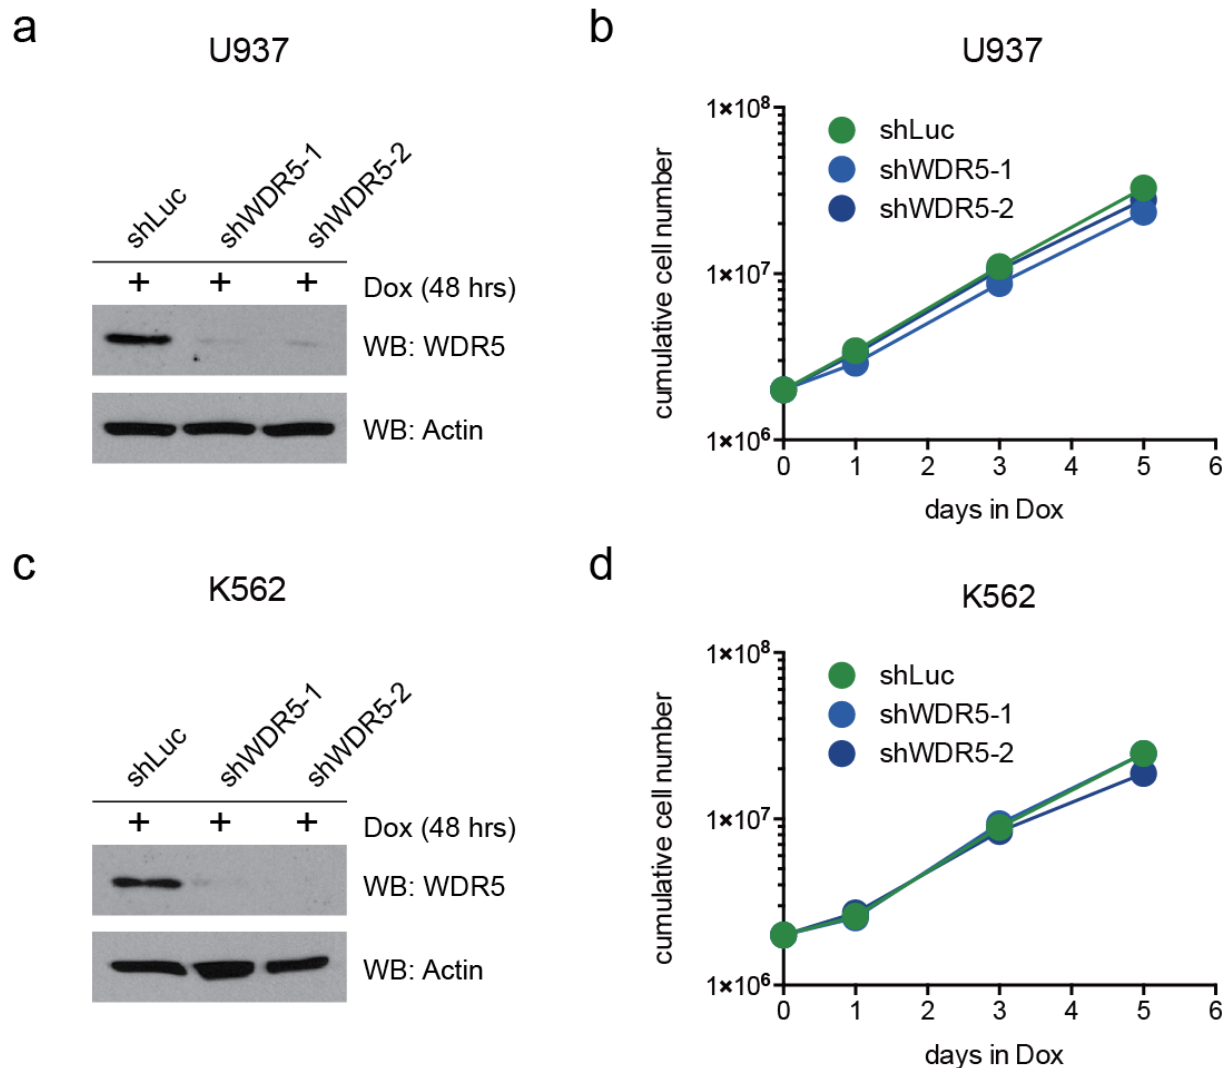 a
U937
shLuc
shWDR5-1
shWDR5-2
+ + +
Dox (48 hrs)
WB: WDR5
WB: Actin
b
U937
1×10⁸
1×10⁷
1×10⁶
cumulative cell number
shLuc
shWDR5-1
shWDR5-2
0 1 2 3 4 5 6
days in Dox
c
K562
shLuc
shWDR5-1
shWDR5-2
+ + +
Dox (48 hrs)
WB: WDR5
WB: Actin
d
K562
1×10⁸
1×10⁷
1×10⁶
cumulative cell number
shLuc
shWDR5-1
shWDR5-2
0 1 2 3 4 5 6
days in Dox